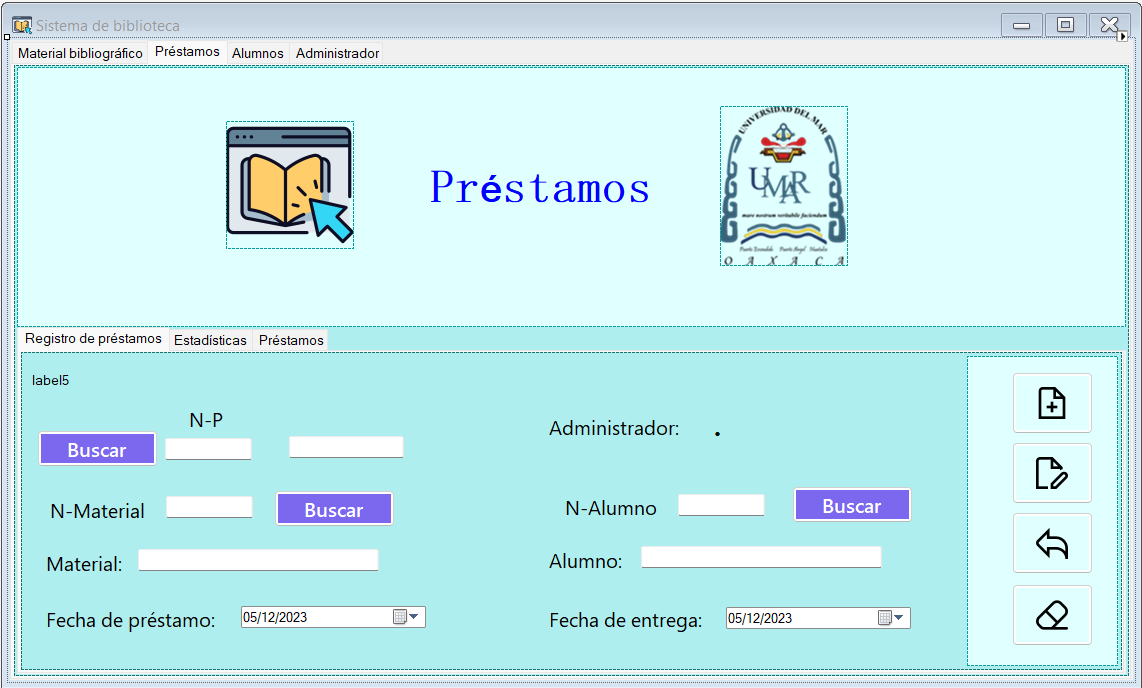 Sistema de biblioteca
Material bibliográfico Préstamos Alumnos Administrador
UNIVERSIDAD DEL MAR
UMAR
mare nostrum veritabile faciendum
Puerto Escondido Puerto Ángel Huatulco
O A X A C A
Préstamos
Registro de préstamos Estadísticas Préstamos
label5
N-P
Buscar
Administrador: .
N-Material Buscar
N-Alumno Buscar
Material:
Alumno:
Fecha de préstamo: 05/12/2023
Fecha de entrega: 05/12/2023